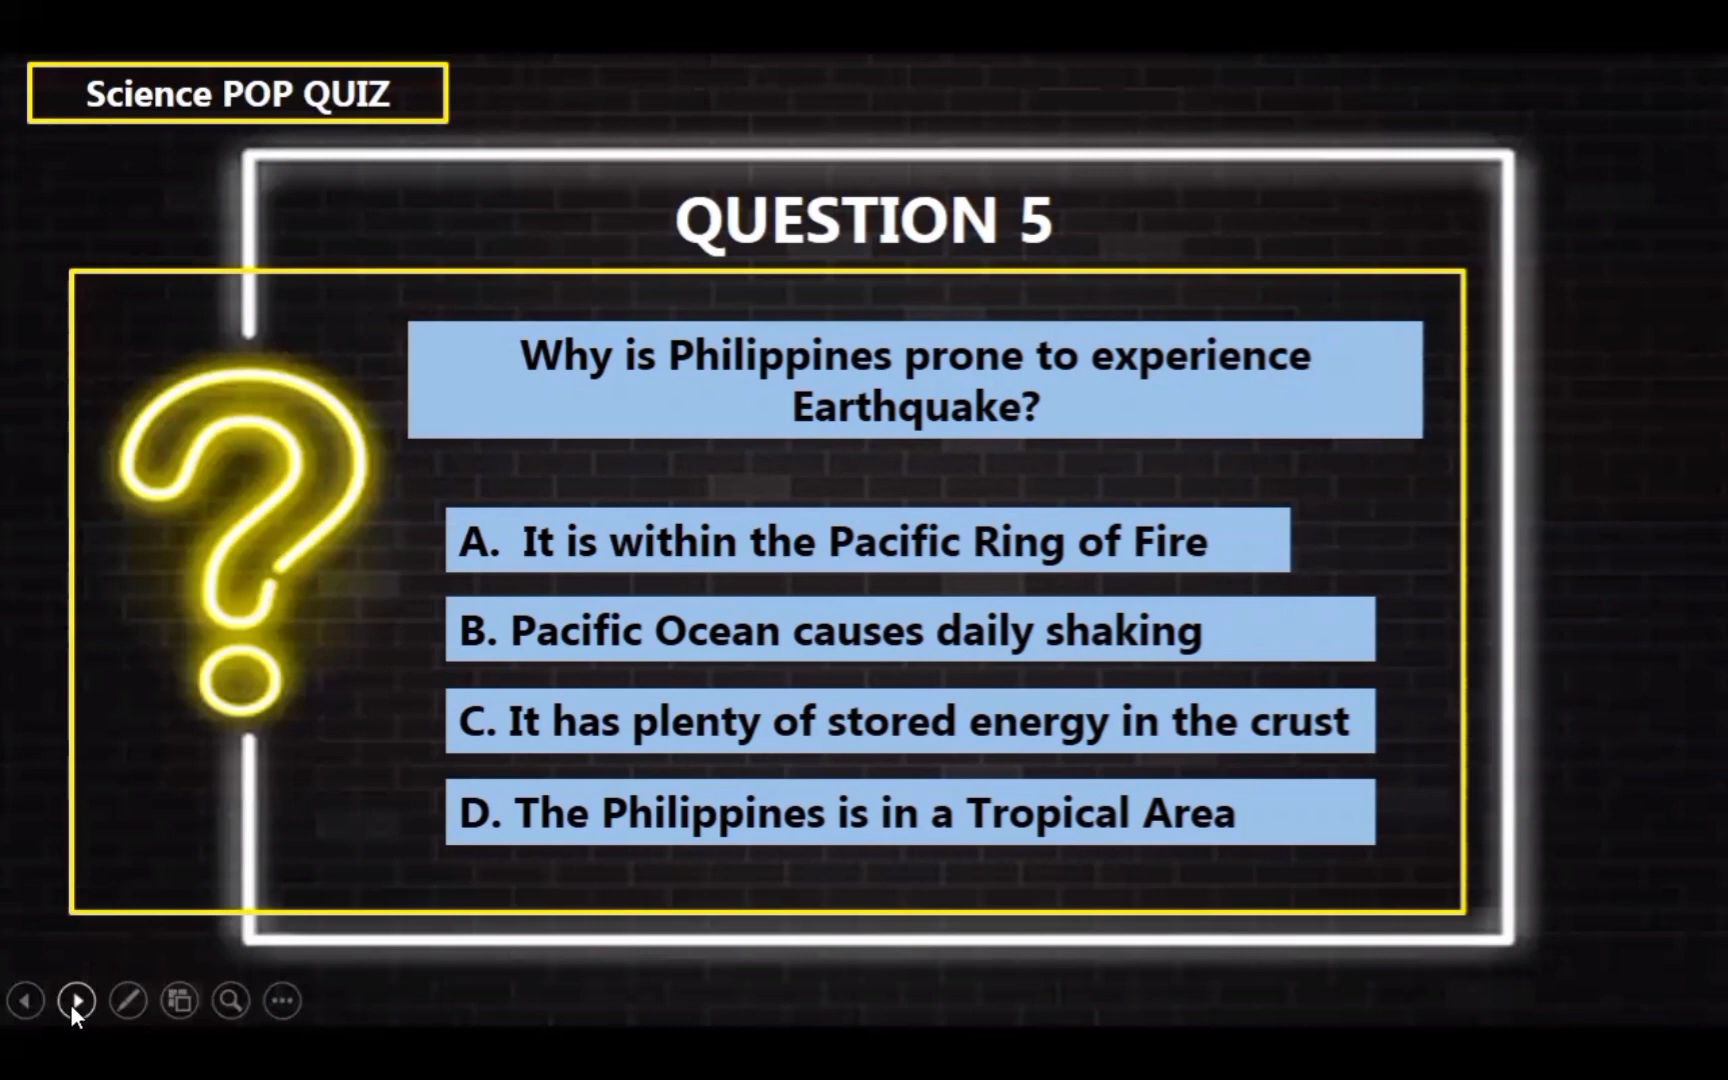 Science POP QUIZ
QUESTION 5
Why is Philippines prone to experience
Earthquake?
A. It is within the Pacific Ring of Fire
B. Pacific Ocean causes daily shaking
C. It has plenty of stored energy in the crust
D. The Philippines is in a Tropical Area